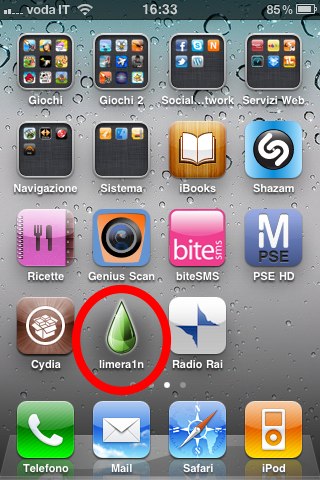 voda IT 16:33 85%
Giochi Giochi 2 Social...twork Servizi Web
Navigazione Sistema iBooks Shazam
bite sms M PSE
Ricette Genius Scan biteSMS PSE HD
Cydia limera1n Radio Rai
Telefono Mail Safari iPod